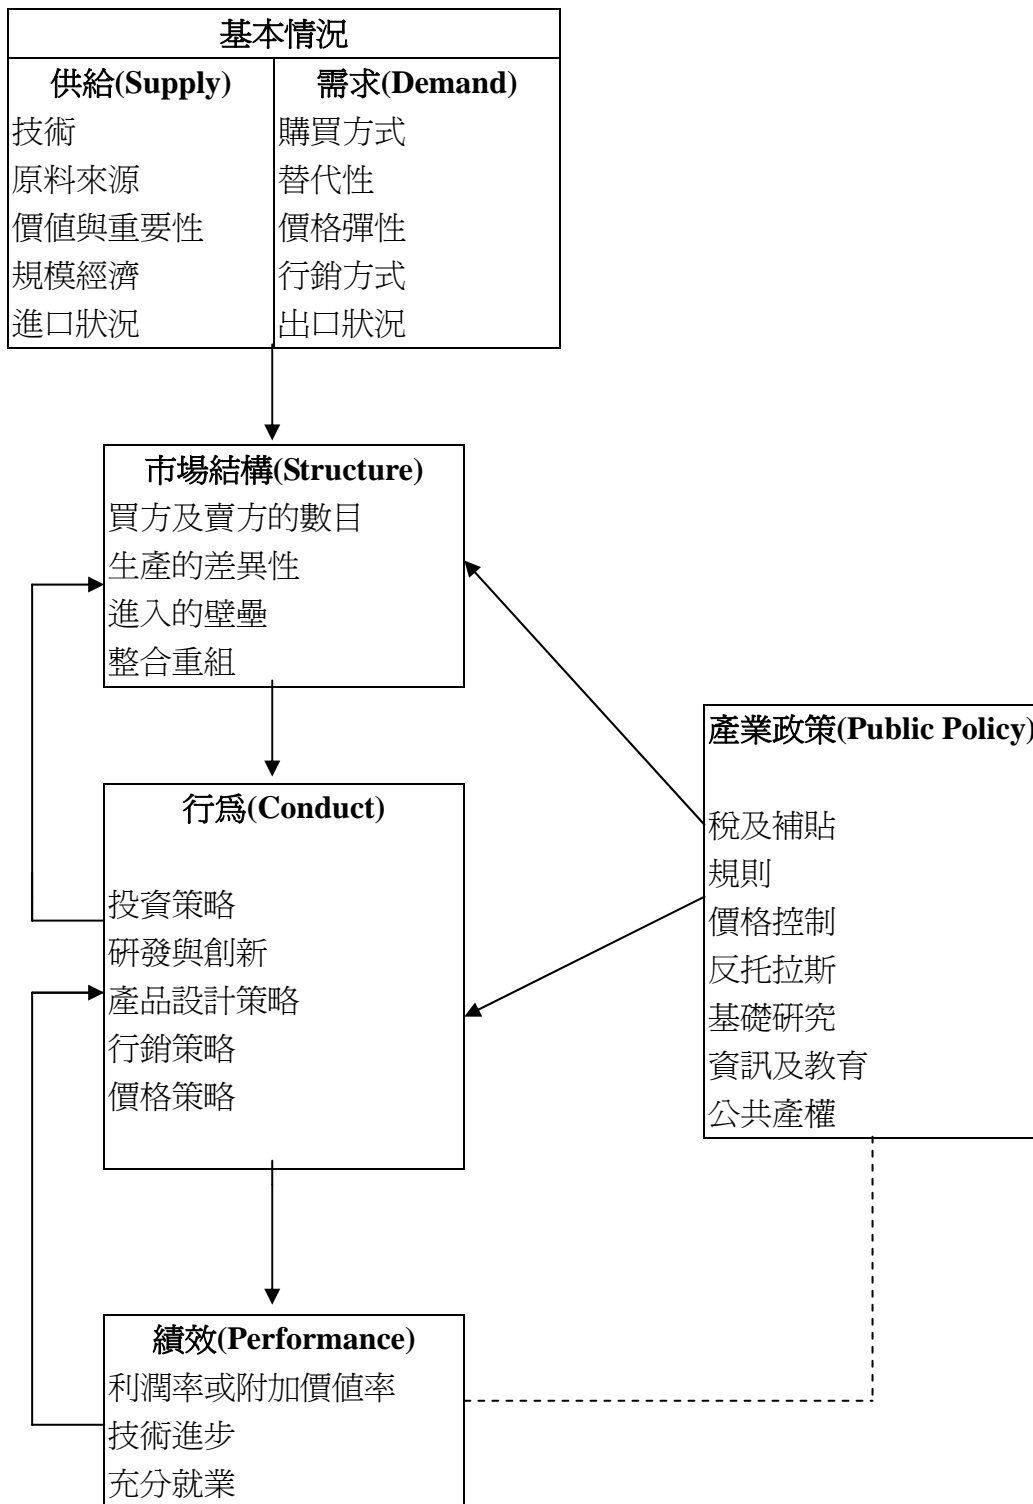 基本情況
供給(Supply)
技術
原料來源
價值與重要性
規模經濟
進口狀況
需求(Demand)
購買方式
替代性
價格彈性
行銷方式
出口狀況
市場結構(Structure)
買方及賣方的數目
生產的差異性
進入的壁壘
整合重組
行為(Conduct)
投資策略
研發與創新
產品設計策略
行銷策略
價格策略
產業政策(Public Policy)
稅及補貼
規則
價格控制
反托拉斯
基礎研究
資訊及教育
公共產權
績效(Performance)
利潤率或附加價值率
技術進步
充分就業